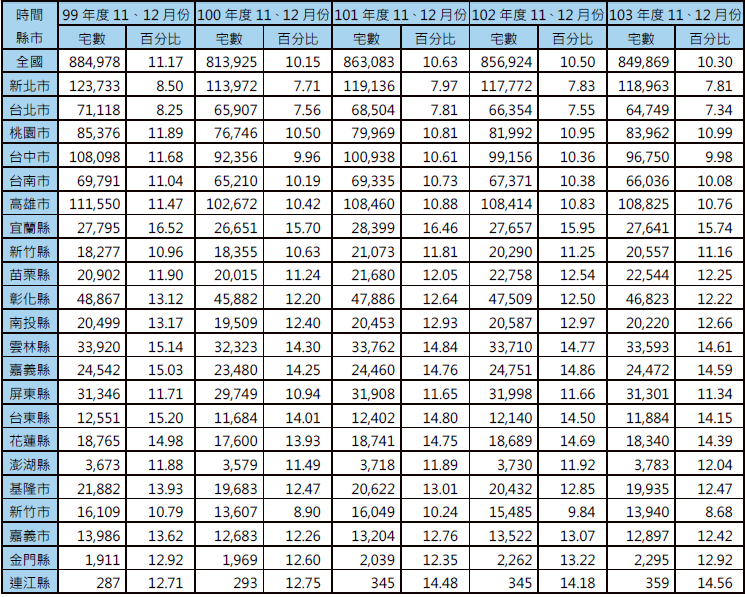 時間 99 年度 11、12 月份 100 年度 11、12 月份 101 年度 11、12 月份 102 年度 11、12 月份 103 年度 11、12 月份
縣市 宅數 百分比 宅數 百分比 宅數 百分比 宅數 百分比 宅數 百分比
全國 884,978 11.17 813,925 10.15 863,083 10.63 856,924 10.50 849,869 10.30
新北市 123,733 8.50 113,972 7.71 119,136 7.97 117,772 7.83 118,963 7.81
台北市 71,118 8.25 65,907 7.56 68,504 7.81 66,354 7.55 64,749 7.34
桃園市 85,376 11.89 76,746 10.50 79,969 10.81 81,992 10.95 83,962 10.99
台中市 108,098 11.68 92,356 9.96 100,938 10.61 99,156 10.36 96,750 9.98
台南市 69,791 11.04 65,210 10.19 69,335 10.73 67,371 10.38 66,036 10.08
高雄市 111,550 11.47 102,672 10.42 108,460 10.88 108,414 10.83 108,825 10.76
宜蘭縣 27,795 16.52 26,651 15.70 28,399 16.46 27,657 15.95 27,641 15.74
新竹縣 18,277 10.96 18,355 10.63 21,073 11.81 20,290 11.25 20,557 11.16
苗栗縣 20,902 11.90 20,015 11.24 21,680 12.05 22,758 12.54 22,544 12.25
彰化縣 48,867 13.12 45,882 12.20 47,886 12.64 47,509 12.50 46,823 12.22
南投縣 20,499 13.17 19,509 12.40 20,453 12.93 20,587 12.97 20,220 12.66
雲林縣 33,920 15.14 32,323 14.30 33,762 14.84 33,710 14.77 33,593 14.61
嘉義縣 24,542 15.03 23,480 14.25 24,460 14.76 24,751 14.86 24,472 14.59
屏東縣 31,346 11.71 29,749 10.94 31,908 11.65 31,998 11.66 31,301 11.34
台東縣 12,551 15.20 11,684 14.01 12,402 14.80 12,140 14.50 11,884 14.15
花蓮縣 18,765 14.98 17,600 13.93 18,741 14.75 18,689 14.69 18,340 14.39
澎湖縣 3,673 11.88 3,579 11.49 3,718 11.89 3,730 11.92 3,783 12.04
基隆市 21,882 13.93 19,683 12.47 20,622 13.01 20,432 12.85 19,935 12.47
新竹市 16,109 10.79 13,607 8.90 16,049 10.24 15,485 9.84 13,940 8.68
嘉義市 13,986 13.62 12,683 12.26 13,204 12.76 13,522 13.07 12,897 12.42
金門縣 1,911 12.92 1,969 12.60 2,039 12.35 2,262 13.22 2,295 12.92
連江縣 287 12.71 293 12.75 345 14.48 345 14.18 359 14.56